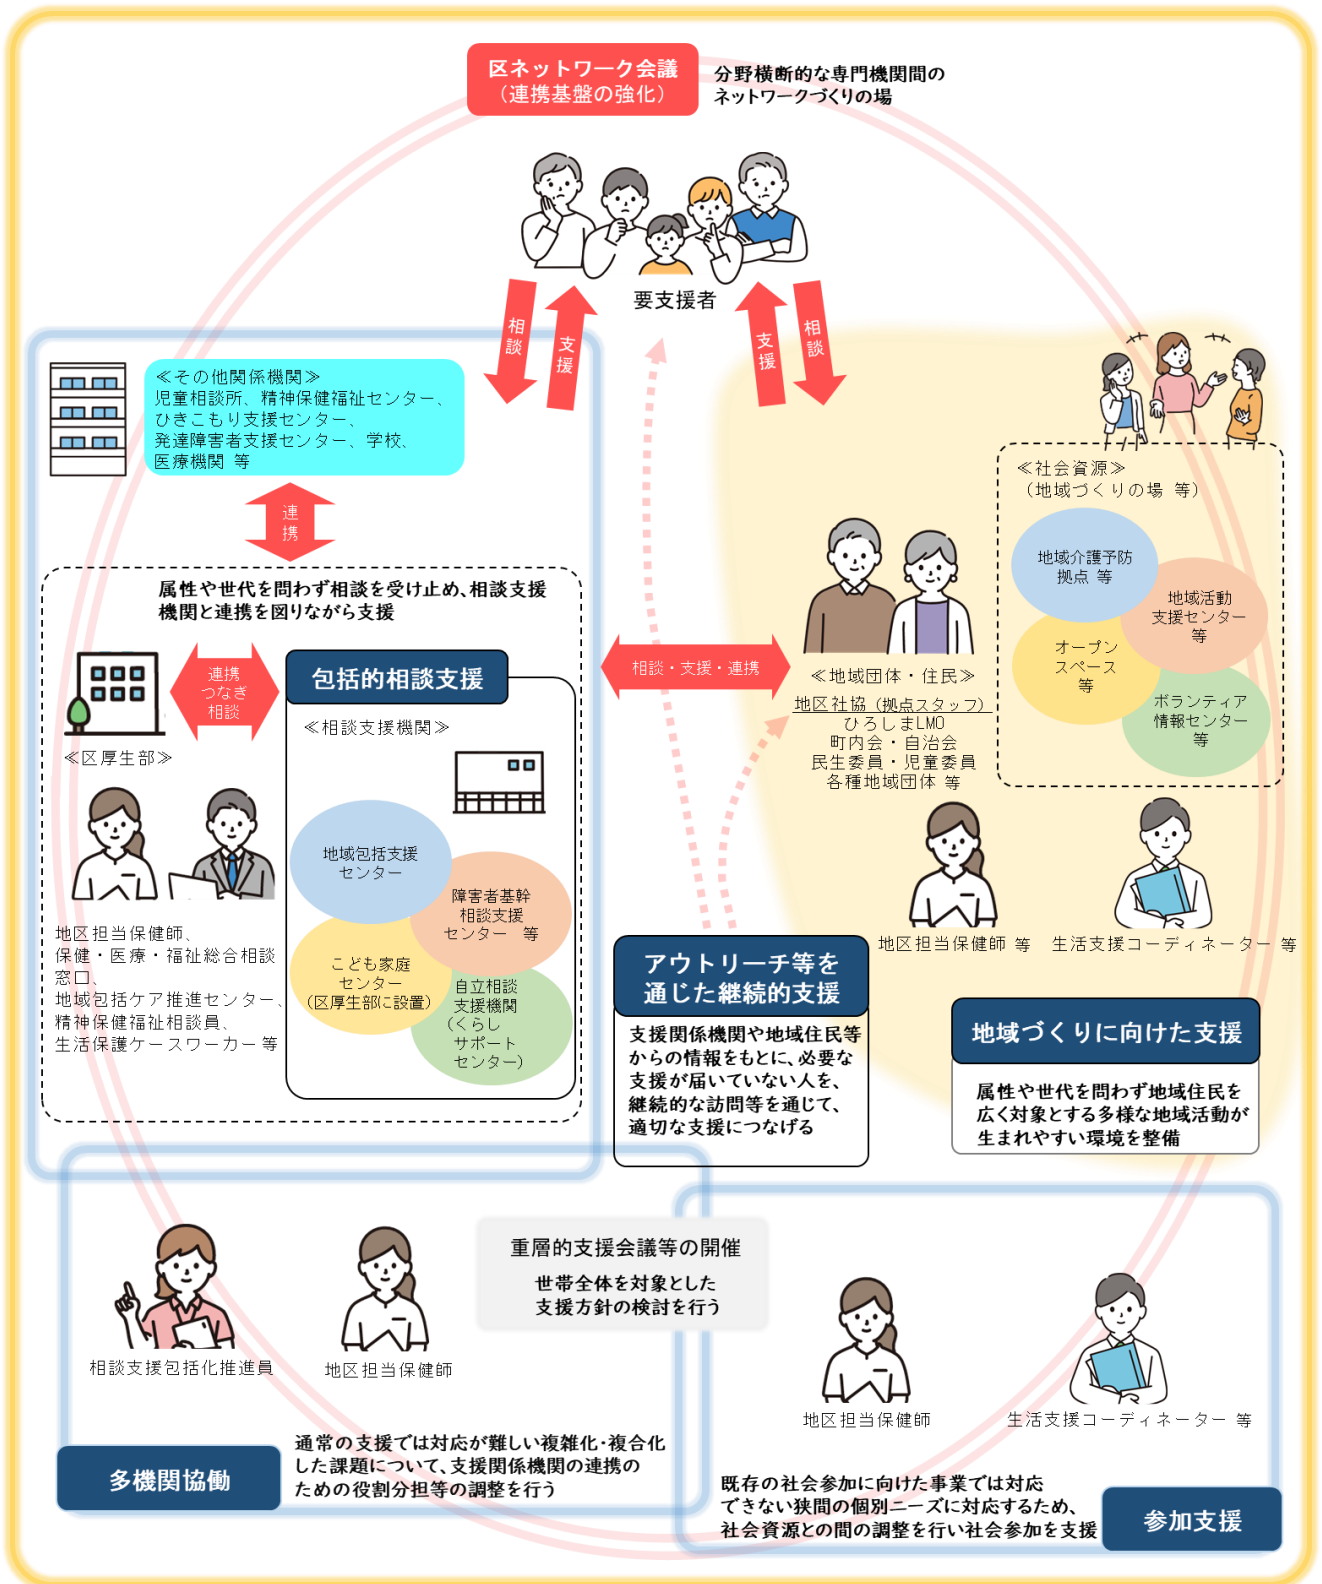 区ネットワーク会議
（連携基盤の強化）
分野横断的な専門機関間の
ネットワークづくりの場
要支援者
相談
支援
支援
相談
≪その他関係機関≫
児童相談所、精神保健福祉センター、
ひきこもり支援センター、
発達障害者支援センター、学校、
医療機関 等
連携
属性や世代を問わず相談を受け止め、相談支援
機関と連携を図りながら支援
連携
つなぎ
相談
≪区厚生部≫
地区担当保健師、
保健・医療・福祉総合相談
窓口、
地域包括ケア推進センター、
精神保健福祉相談員、
生活保護ケースワーカー 等
包括的相談支援
≪相談支援機関≫
地域包括支援
センター
障害者基幹
相談支援
センター 等
こども家庭
センター
（区厚生部に設置）
自立相談
支援機関
（くらし
サポート
センター）
相談・支援・連携
≪社会資源≫
（地域づくりの場 等）
地域介護予防
拠点 等
地域活動
支援センター
等
オープン
スペース
等
ボランティア
情報センター
等
≪地域団体・住民≫
地区社協（拠点スタッフ）
ひろしまLMO
町内会・自治会
民生委員・児童委員
各種地域団体 等
地区担当保健師 等
生活支援コーディネーター 等
アウトリーチ等を
通じた継続的支援
支援関係機関や地域住民等
からの情報をもとに、必要な
支援が届いていない人を、
継続的な訪問等を通じて、
適切な支援につなげる
地域づくりに向けた支援
属性や世代を問わず地域住民を
広く対象とする多様な地域活動が
生まれやすい環境を整備
重層的支援会議等の開催
世帯全体を対象とした
支援方針の検討を行う
相談支援包括化推進員
地区担当保健師
多機関協働
通常の支援では対応が難しい複雑化・複合化
した課題について、支援関係機関の連携の
ための役割分担等の調整を行う
地区担当保健師
生活支援コーディネーター 等
既存の社会参加に向けた事業では対応
できない狭間の個別ニーズに対応するため、
社会資源との間の調整を行い社会参加を支援
参加支援